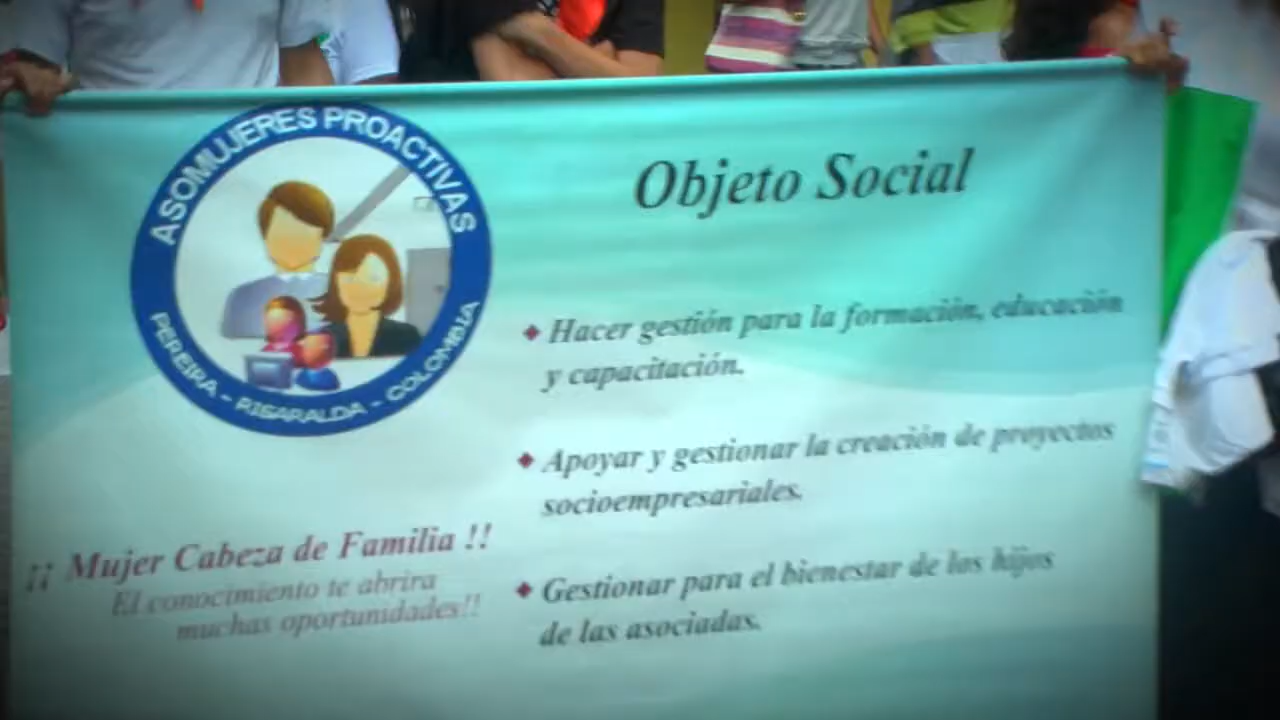 ASOMUJERES PROACTIVAS
PEREIRA - RISARALDA - COLOMBIA
¡¡ Mujer Cabeza de Familia !!
El conocimiento te abrira
muchas oportunidades!!
Objeto Social
Hacer gestión para la formación, educación
y capacitación.
Apoyar y gestionar la creación de proyectos
socioempresariales.
Gestionar para el bienestar de los hijos
de las asociadas.